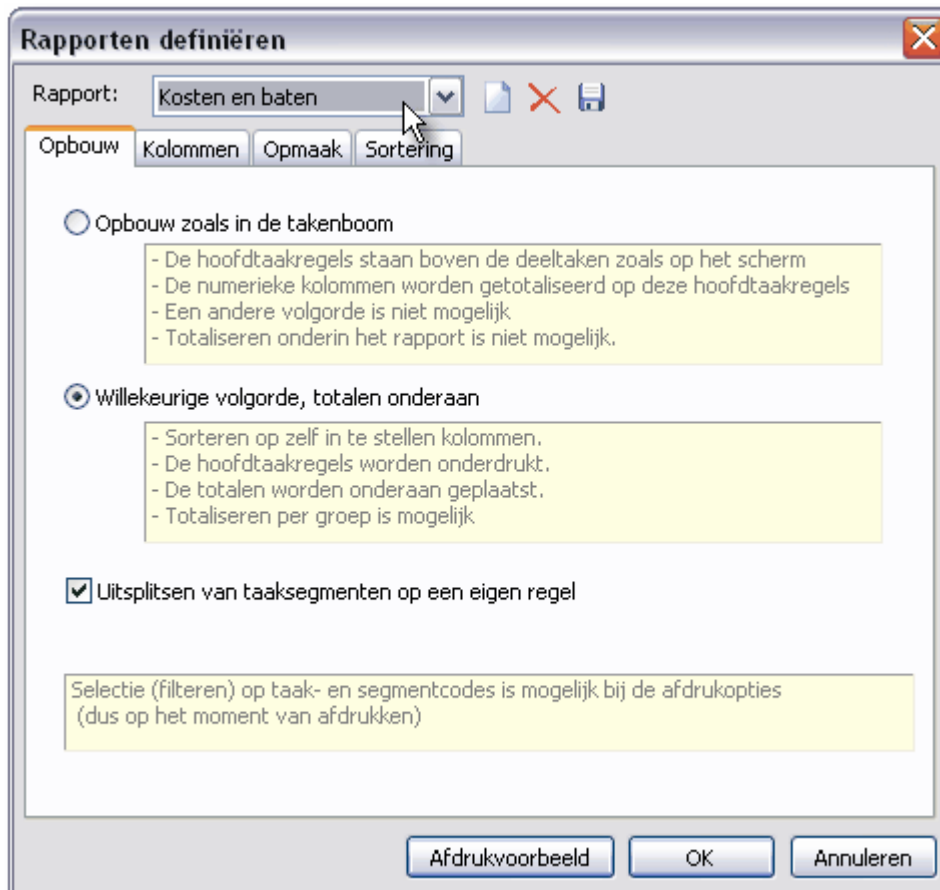 Rapporten definiëren
Rapport: Kosten en baten
Opbouw Kolommen Opmaak Sortering
Opbouw zoals in de takenboom
- De hoofdtaakregels staan boven de deeltaken zoals op het scherm
- De numerieke kolommen worden getotaliseerd op deze hoofdtaakregels
- Een andere volgorde is niet mogelijk
- Totaliseren onderin het rapport is niet mogelijk.
Willekeurige volgorde, totalen onderaan
- Sorteren op zelf in te stellen kolommen.
- De hoofdtaakregels worden onderdrukt.
- De totalen worden onderaan geplaatst.
- Totaliseren per groep is mogelijk
Uitsplitsen van taaksegmenten op een eigen regel
Selectie (filteren) op taak- en segmentcodes is mogelijk bij de afdrukopties
(dus op het moment van afdrukken)
Afdrukvoorbeeld OK Annuleren